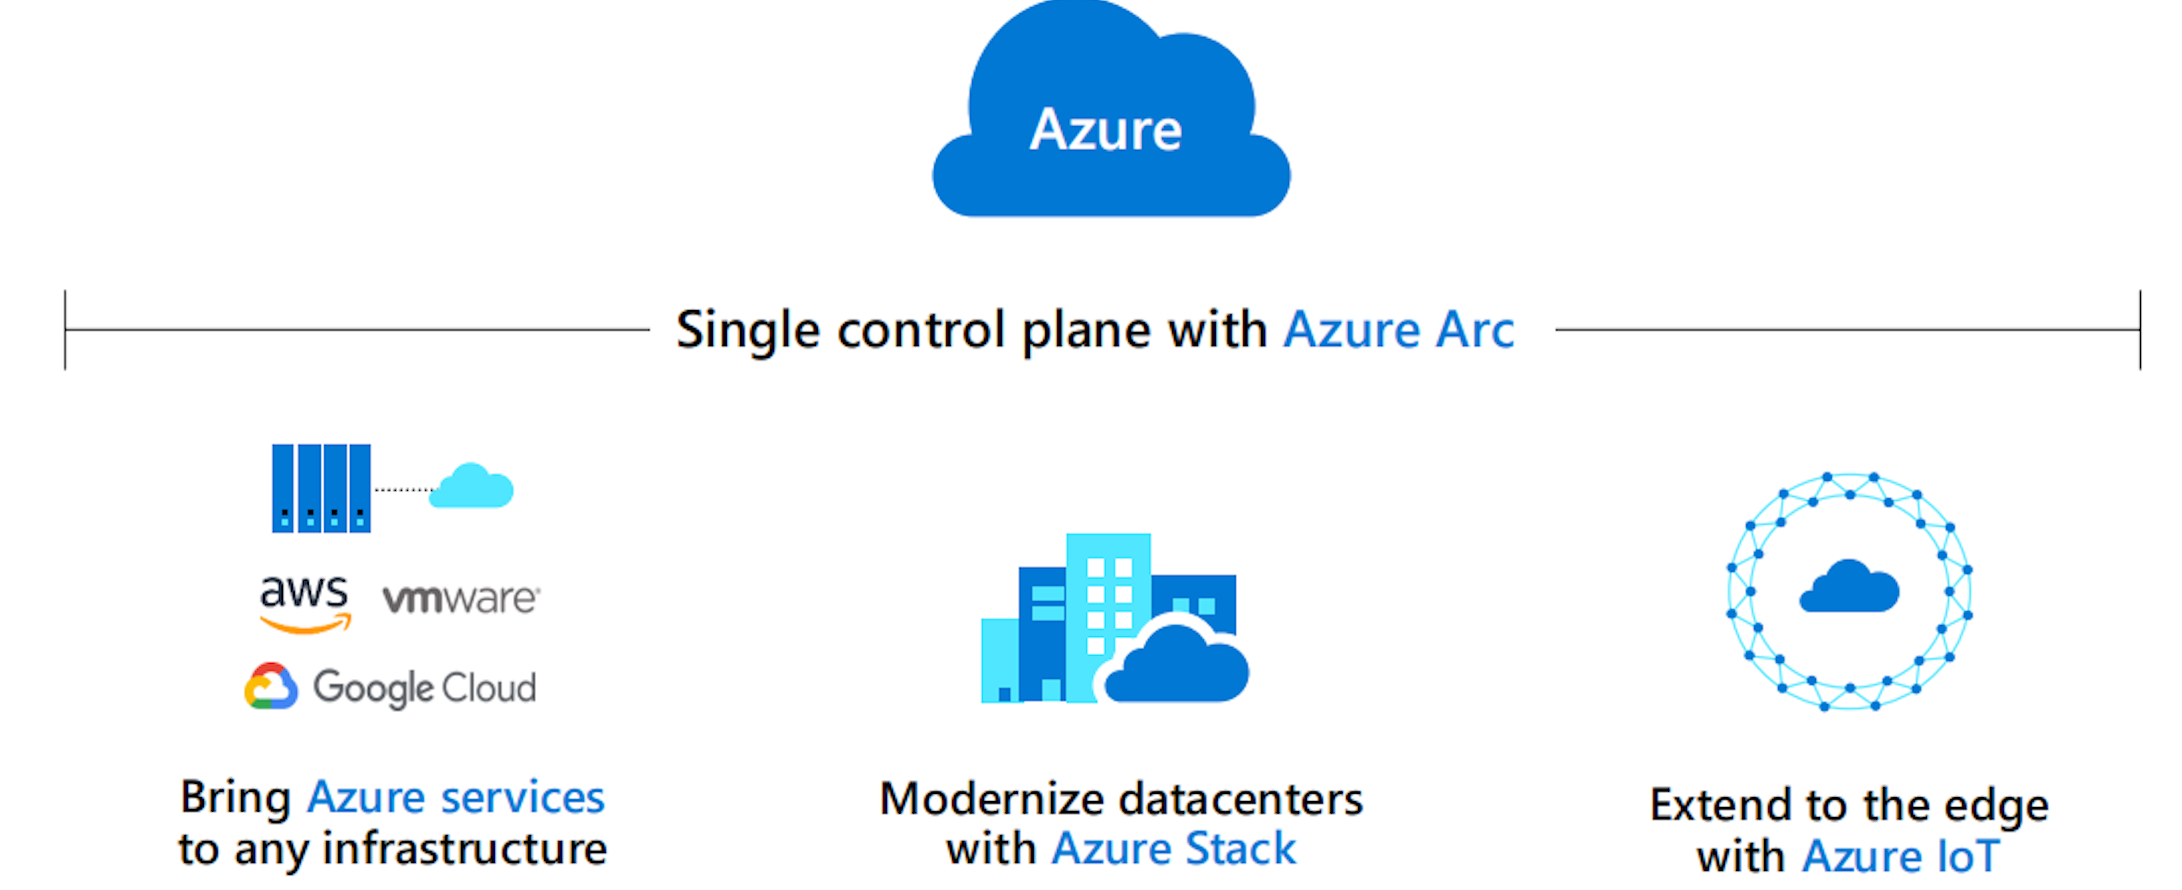 Azure
Single control plane with Azure Arc
aws
vmware®
Google Cloud
Bring Azure services
to any infrastructure
Modernize datacenters
with Azure Stack
Extend to the edge
with Azure IoT